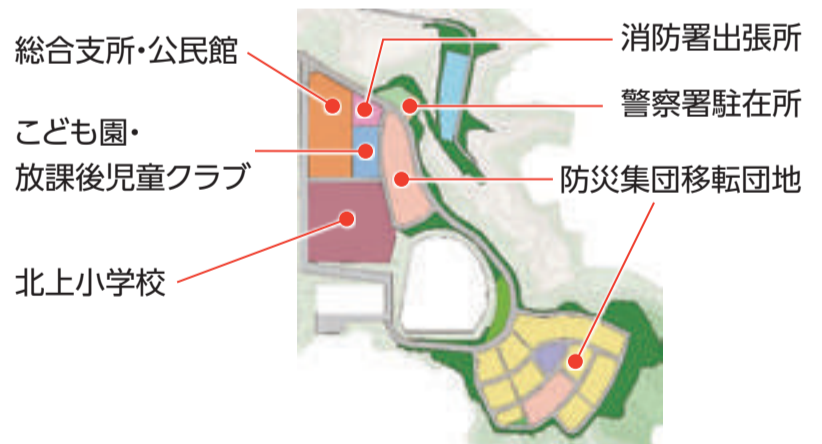 総合支所・公民館
こども園・
放課後児童クラブ
北上小学校
消防署出張所
警察署駐在所
防災集団移転団地